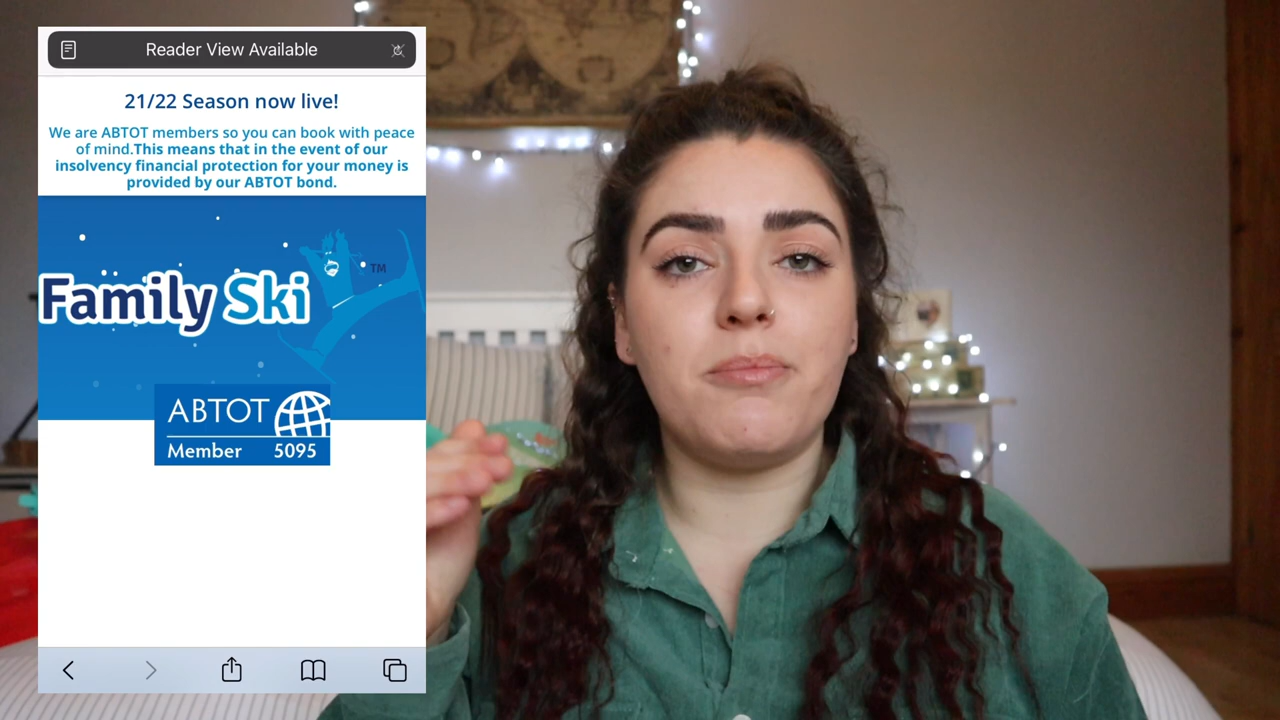 Reader View Available
21/22 Season now live!
We are ABTOT members so you can book with peace
of mind.This means that in the event of our
insolvency financial protection for your money is
provided by our ABTOT bond.
Family Ski TM
ABTOT
Member 5095